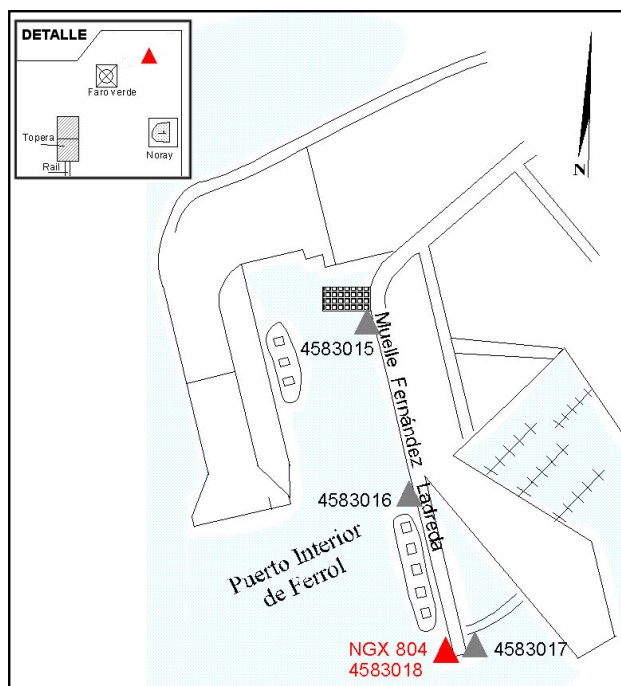 DETALLE
Faro verde
Topera
Noray
Rail
N
4583015
Muelle Fernández Ladreda
4583016
Puerto Interior
de Ferrol
NGX 804
4583018
4583017